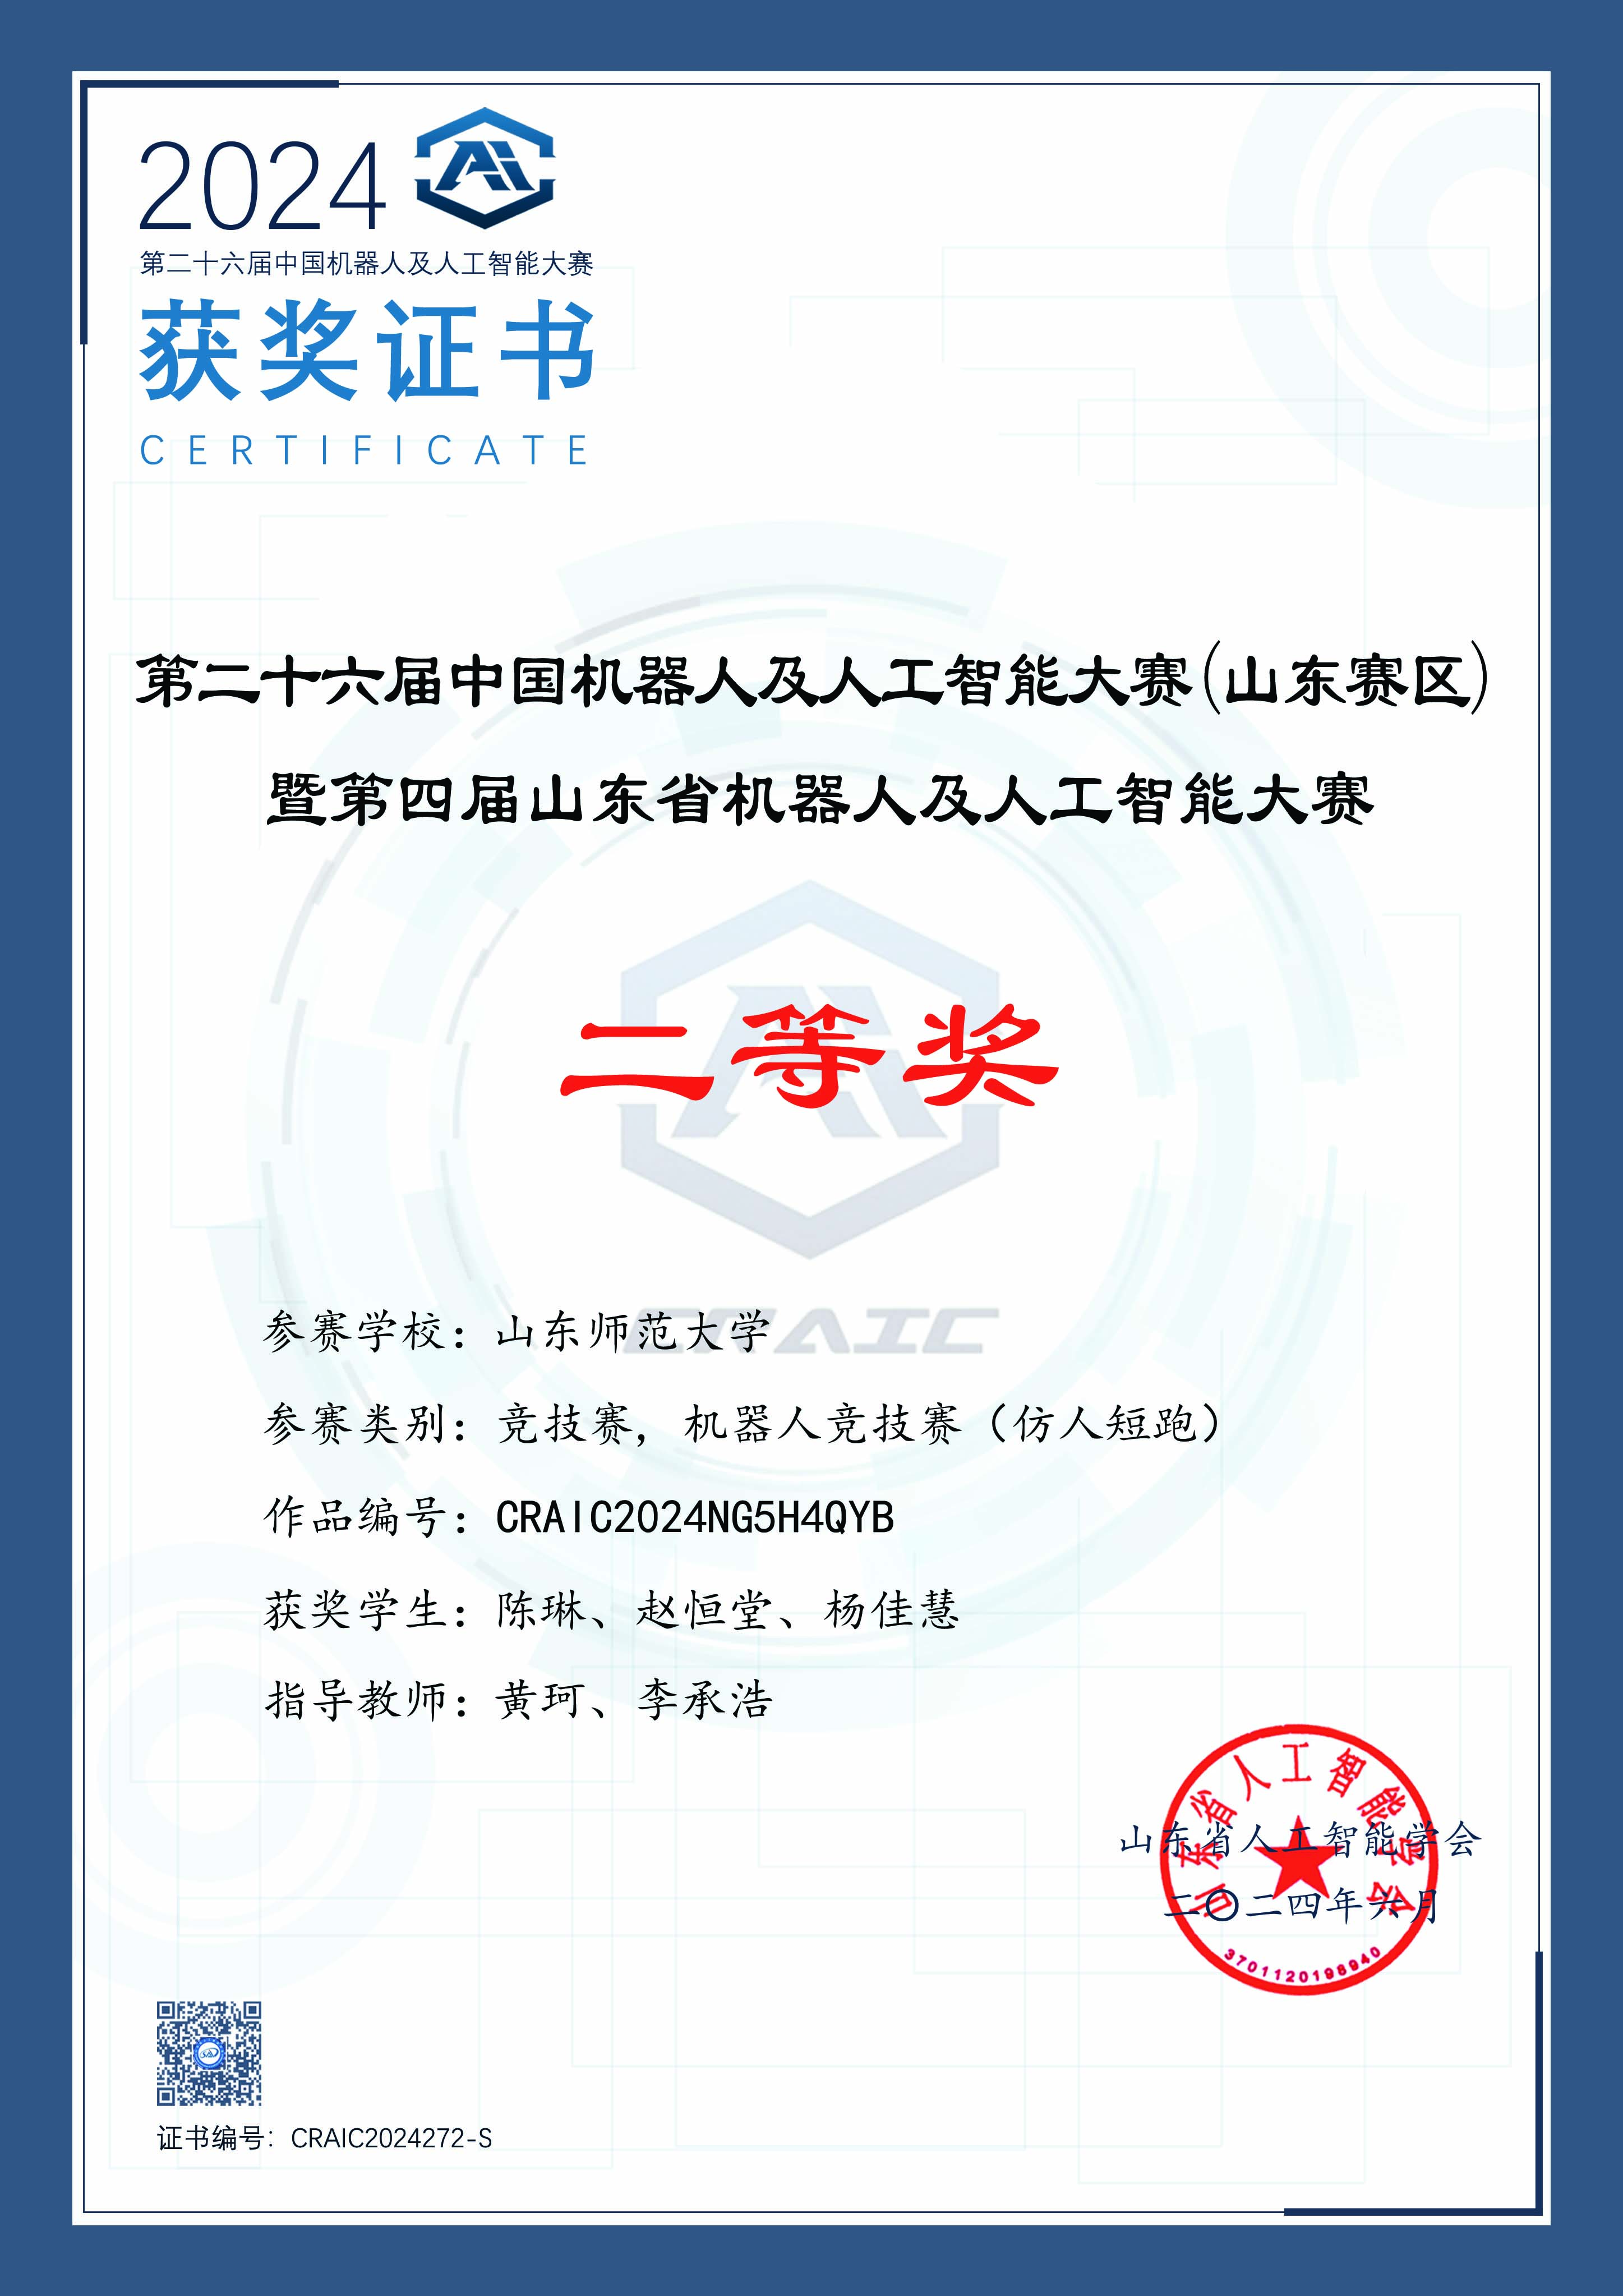 2024 Ai
第二十六届中国机器人及人工智能大赛
获奖证书
CERTIFICATE
第二十六届中国机器人及人工智能大赛(山东赛区)
暨第四届山东省机器人及人工智能大赛
二等奖
CRAIC
参赛学校：山东师范大学
参赛类别：竞技赛，机器人竞技赛（仿人短跑）
作品编号：CRAIC2024NG5H4QYB
获奖学生：陈琳、赵恒堂、杨佳慧
指导教师：黄珂、李承浩
山东省人工智能学会
山东省人工智能学会
二〇二四年六月
3701120198940
证书编号：CRAIC2024272-S